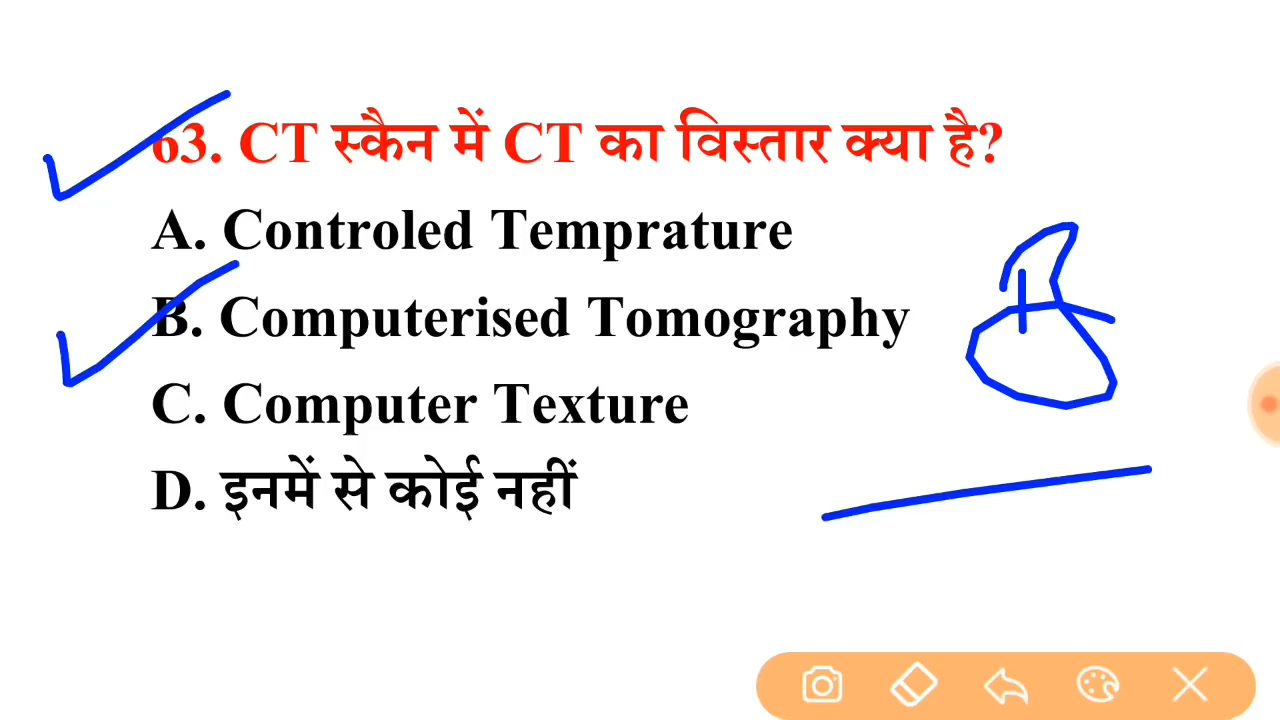 63. CT स्कैन में CT का विस्तार क्या है?
A. Controled Temprature
B. Computerised Tomography
C. Computer Texture
D. इनमें से कोई नहीं